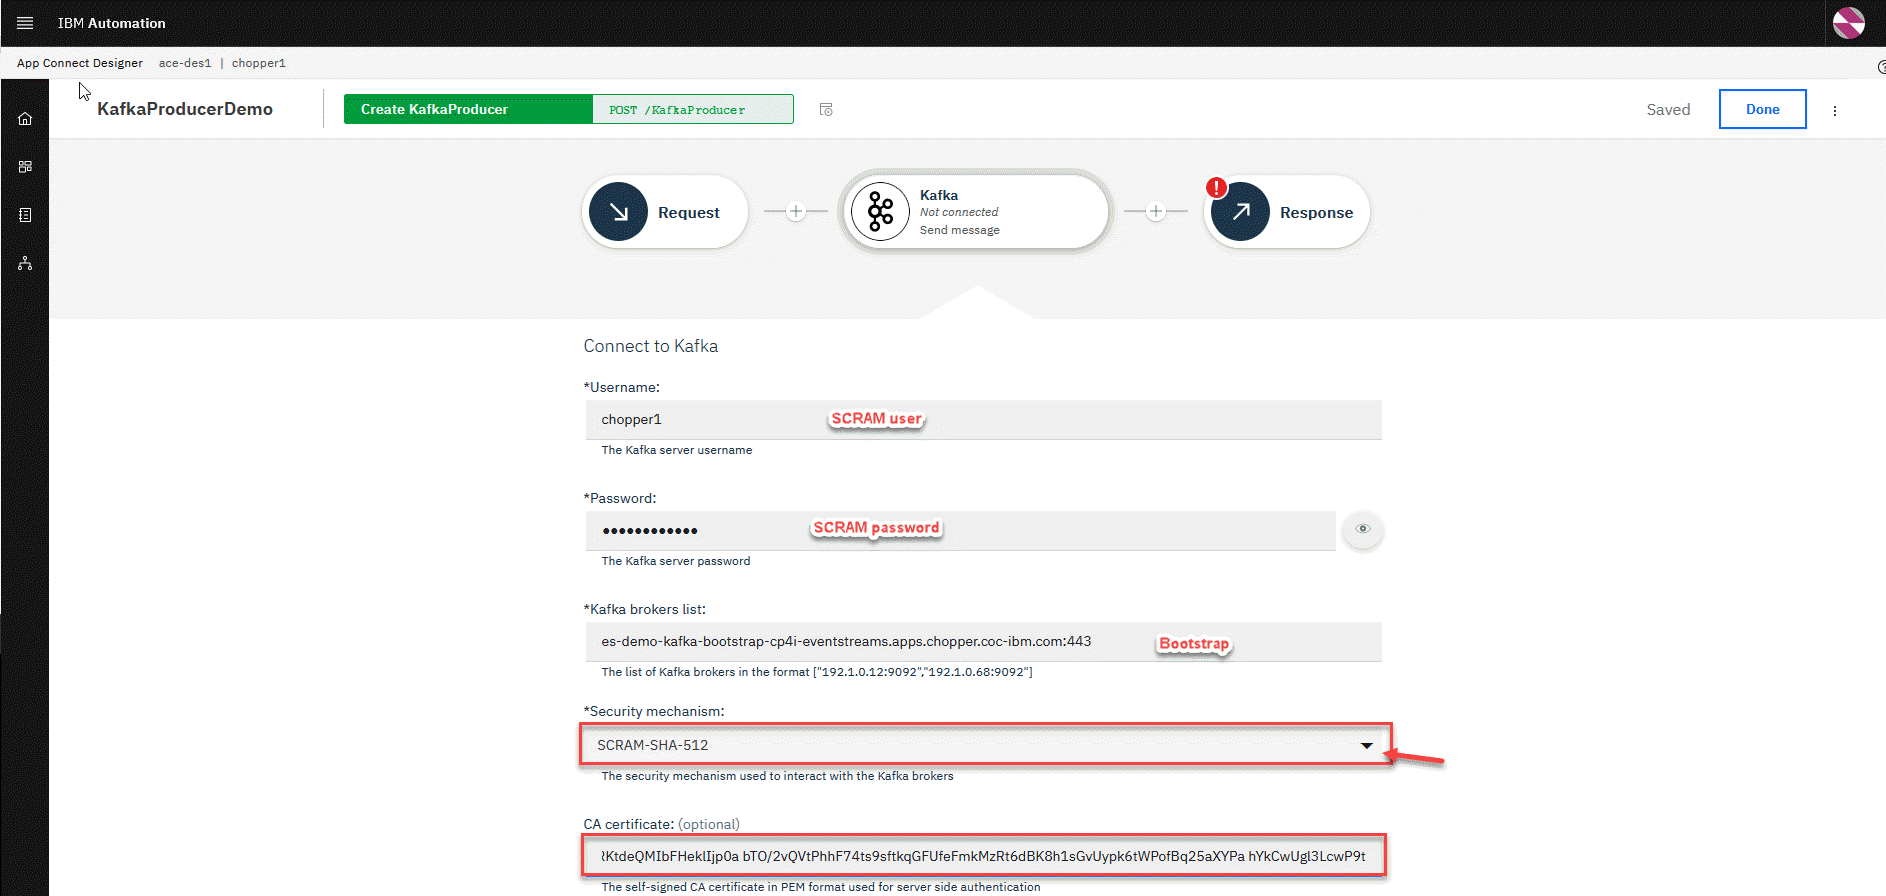 IBM Automation
App Connect Designer ace-des1 | chopper1
KafkaProducerDemo
Create KafkaProducer
POST /KafkaProducer
Saved
Done
Request
Kafka
Not connected
Send message
!
Response
Connect to Kafka
*Username:
chopper1
SCRAM user
The Kafka server username
*Password:
••••••••••••
SCRAM password
The Kafka server password
*Kafka brokers list:
es-demo-kafka-bootstrap-cp4i-eventstreams.apps.chopper.coc-ibm.com:443
Bootstrap
The list of Kafka brokers in the format ["192.1.0.12:9092","192.1.0.68:9092"]
*Security mechanism:
SCRAM-SHA-512
The security mechanism used to interact with the Kafka brokers
CA certificate: (optional)
bTO/2vQVtPhhF74ts9sftkqGFUfeFmkMzRt6dBK8h1sGvUypk6tWPofBq25aXYPa hYkCwUgl3LcwP9t
The self-signed CA certificate in PEM format used for server side authentication